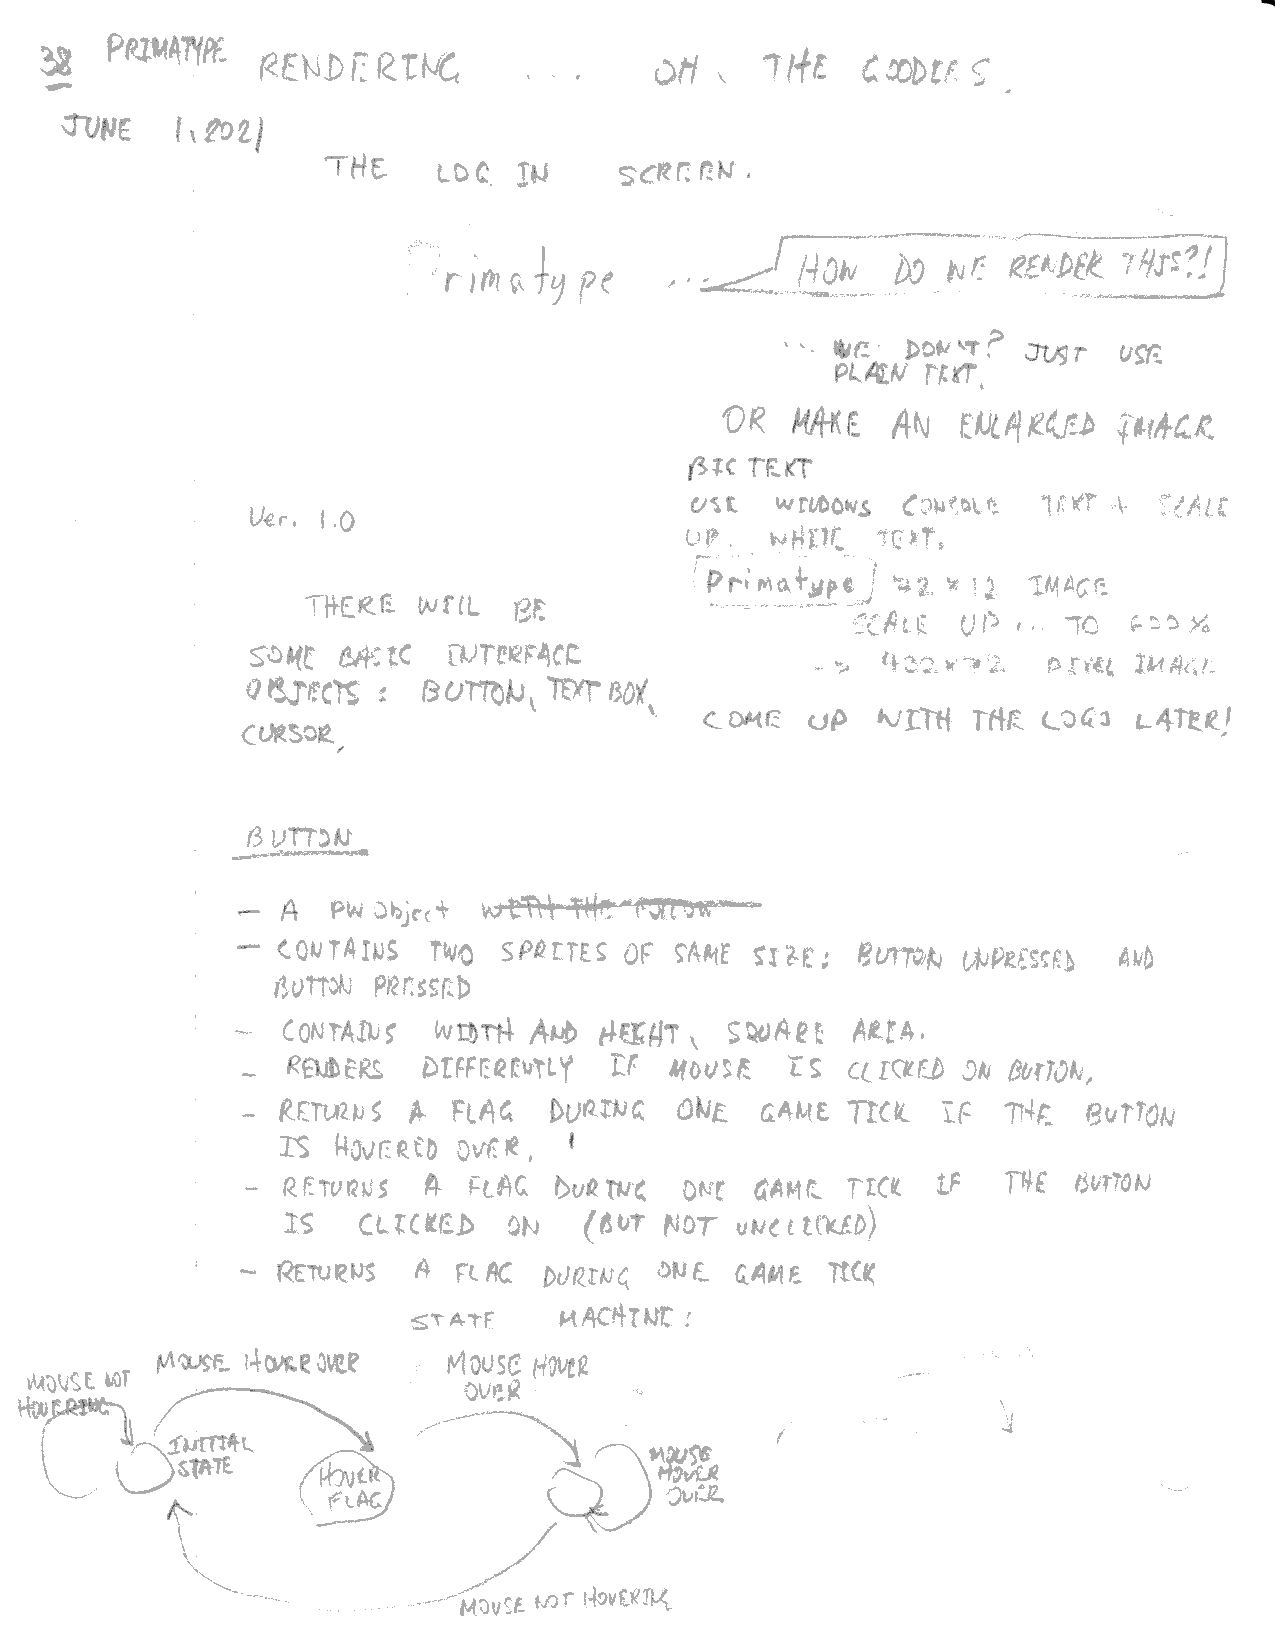 38 PRIMATYPE RENDERING ... OH, THE GOODIES.
JUNE 1, 2021
THE LOG IN SCREEN.
Primatype ...
HOW DO WE RENDER THIS?!
... WE DON'T? JUST USE
PLAIN TEXT.
OR MAKE AN ENLARGED IMAGE
BIG TEXT
USE WINDOWS CONSOLE TEXT + SCALE
UP. WHITE TEXT.
Primatype 72 x 12 IMAGE
SCALE UP ... TO 600%
-> 432 x 72 PIXEL IMAGE
COME UP WITH THE LOGO LATER!
Ver. 1.0
THERE WILL BE
SOME BASIC INTERFACE
OBJECTS: BUTTON, TEXT BOX,
CURSOR.
BUTTON
- A PWObject WITH THE FOLLOW
- CONTAINS TWO SPRITES OF SAME SIZE: BUTTON UNPRESSED AND
BUTTON PRESSED
- CONTAINS WIDTH AND HEIGHT, SQUARE AREA.
- RENDERS DIFFERENTLY IF MOUSE IS CLICKED ON BUTTON.
- RETURNS A FLAG DURING ONE GAME TICK IF THE BUTTON
IS HOVERED OVER.
- RETURNS A FLAG DURING ONE GAME TICK IF THE BUTTON
IS CLICKED ON (BUT NOT UNCLICKED)
- RETURNS A FLAG DURING ONE GAME TICK
STATE MACHINE:
MOUSE NOT
HOVERING
MOUSE HOVER OVER
MOUSE HOVER
OVER
INITIAL
STATE
HOVER
FLAG
MOUSE
HOVER
OVER
MOUSE NOT HOVERING